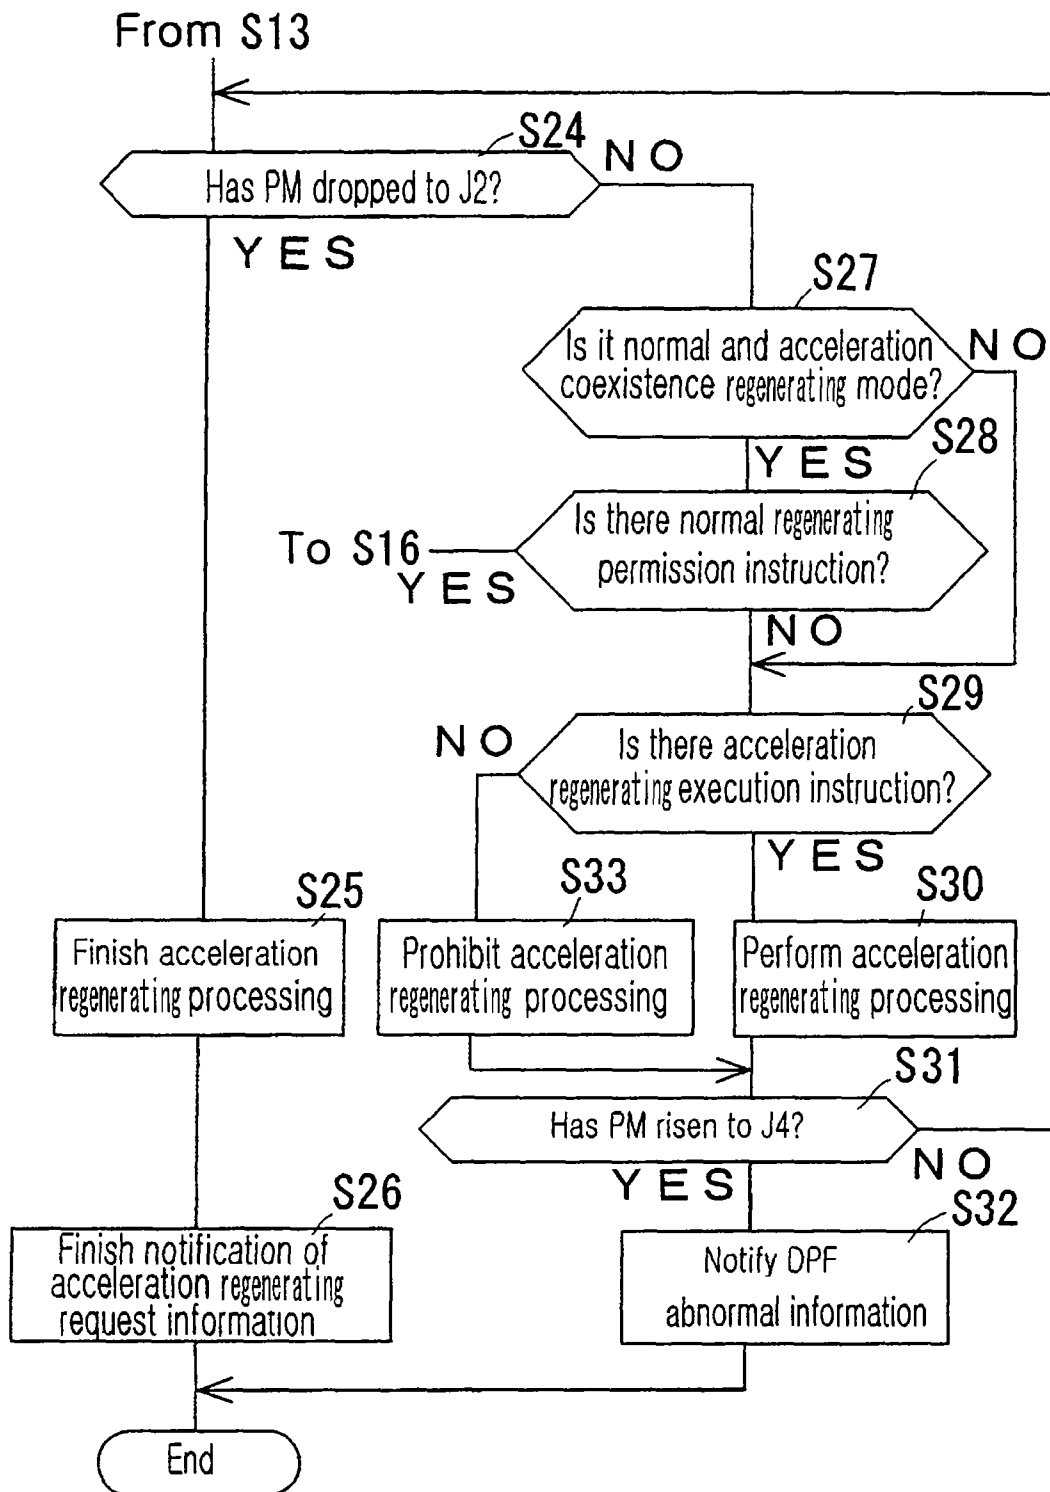 From S13
S24
Has PM dropped to J2?
NO
YES
S27
Is it normal and acceleration
coexistence regenerating mode?
NO
YES
S28
Is there normal regenerating
permission instruction?
To S16
YES
NO
S29
Is there acceleration
regenerating execution instruction?
NO
YES
S25
Finish acceleration
regenerating processing
S33
Prohibit acceleration
regenerating processing
S30
Perform acceleration
regenerating processing
S31
Has PM risen to J4?
NO
YES
S26
Finish notification of
acceleration regenerating
request information
S32
Notify DPF
abnormal information
End